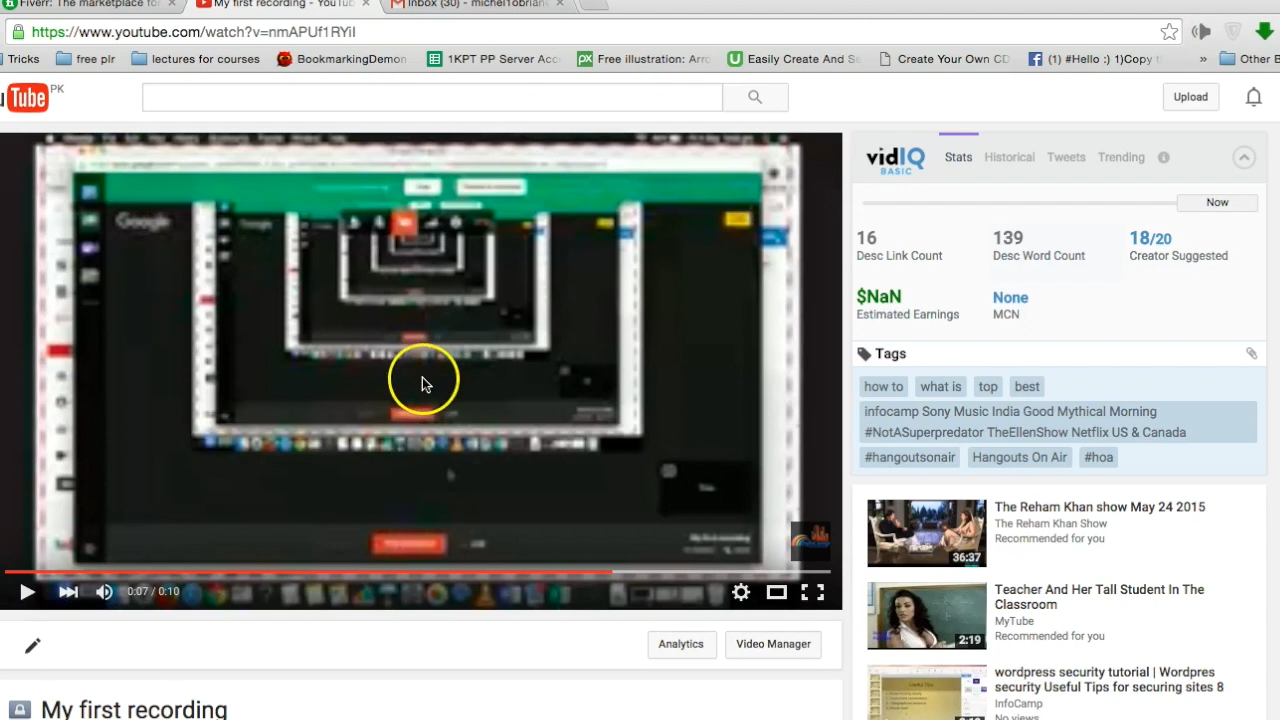 Fiverr: The marketplace for
My first recording - YouTub
Inbox (30) - michel1obrian
https://www.youtube.com/watch?v=nmAPUf1RYiI
Tricks free plr lectures for courses BookmarkingDemon 1KPT PP Server Acc Free illustration: Arro Easily Create And Se Create Your Own CD (1) #Hello :) 1)Copy » Other B
Tube PK
Upload
vidIQ
BASIC
Stats Historical Tweets Trending
Now
16 139 18/20
Desc Link Count Desc Word Count Creator Suggested
$NaN None
Estimated Earnings MCN
Tags
how to what is top best
infocamp Sony Music India Good Mythical Morning
#NotASuperpredator TheEllenShow Netflix US & Canada
#hangoutsonair Hangouts On Air #hoa
Google
0:07 / 0:10
Analytics Video Manager
My first recording
The Reham Khan show May 24 2015
The Reham Khan Show
Recommended for you
36:37
Teacher And Her Tall Student In The
Classroom
MyTube
Recommended for you
2:19
wordpress security tutorial | Wordpres
security Useful Tips for securing sites 8
InfoCamp
No views
Useful Tips